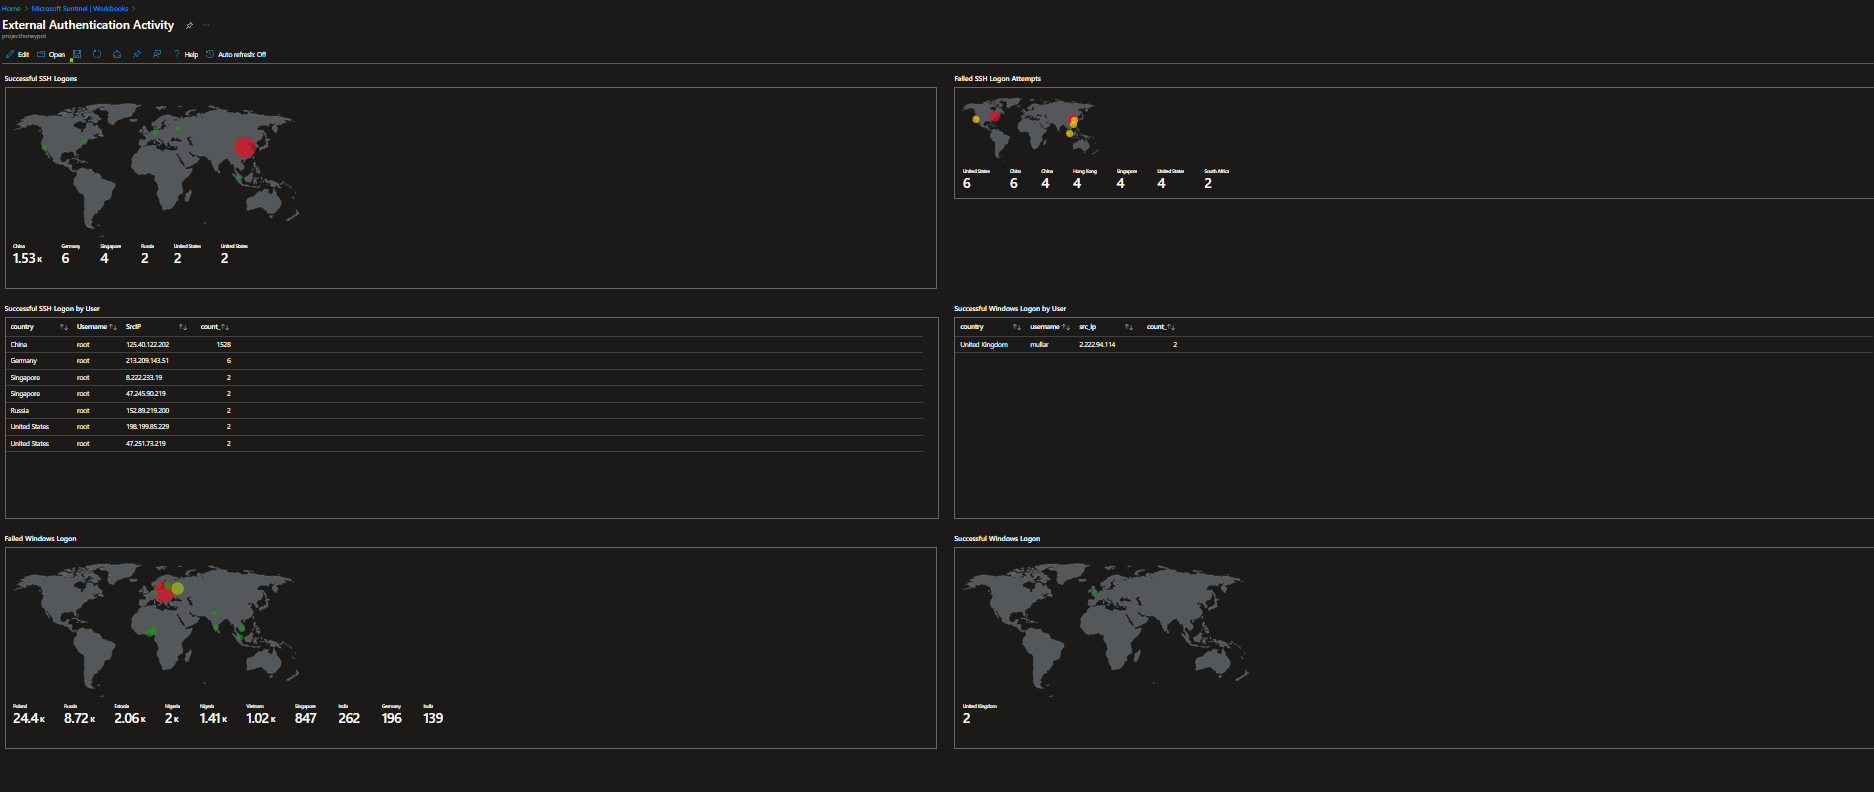 Home > Microsoft Sentinel | Workbooks >
External Authentication Activity
projecthoneypot
Edit Open Help Auto refresh: Off
Successful SSH Logons
China Germany Singapore Russia United States United States
1.53 K 6 4 2 2 2
Failed SSH Logon Attempts
United States China China Hong Kong Singapore United States South Africa
6 6 4 4 4 4 2
Successful SSH Logon by User
country Username SrcIP count_
China root 125.40.122.202 1528
Germany root 213.209.143.51 6
Singapore root 8.222.233.19 2
Singapore root 47.245.90.219 2
Russia root 152.89.219.200 2
United States root 198.199.85.229 2
United States root 47.251.73.219 2
Successful Windows Logon by User
country username src_ip count_
United Kingdom mullar 2.222.94.114 2
Failed Windows Logon
Poland Russia Estonia Nigeria Nigeria Vietnam Singapore India Germany India
24.4 K 8.72 K 2.06 K 2 K 1.41 K 1.02 K 847 262 196 139
Successful Windows Logon
United Kingdom
2